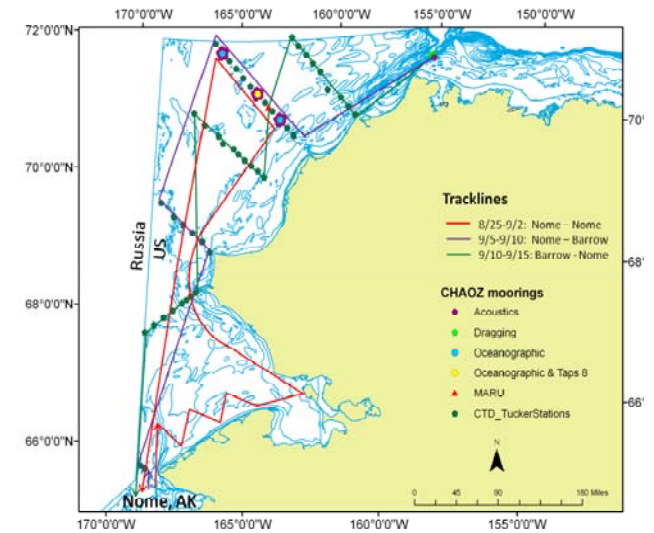 170°0'0"W 165°0'0"W 160°0'0"W 155°0'0"W 150°0'0"W
72°0'0"N
70°
70°0'0"N
Tracklines
8/25-9/2: Nome - Nome
9/5-9/10: Nome - Barrow
9/10-9/15: Barrow - Nome
Russia
US
68°
68°0'0"N
CHAOZ moorings
Acoustics
Dragging
Oceanographic
Oceanographic & Taps 8
MARU
CTD_TuckerStations
66°
66°0'0"N
N
Nome, AK
0 45 90 180 Miles
170°0'0"W 165°0'0"W 160°0'0"W 155°0'0"W